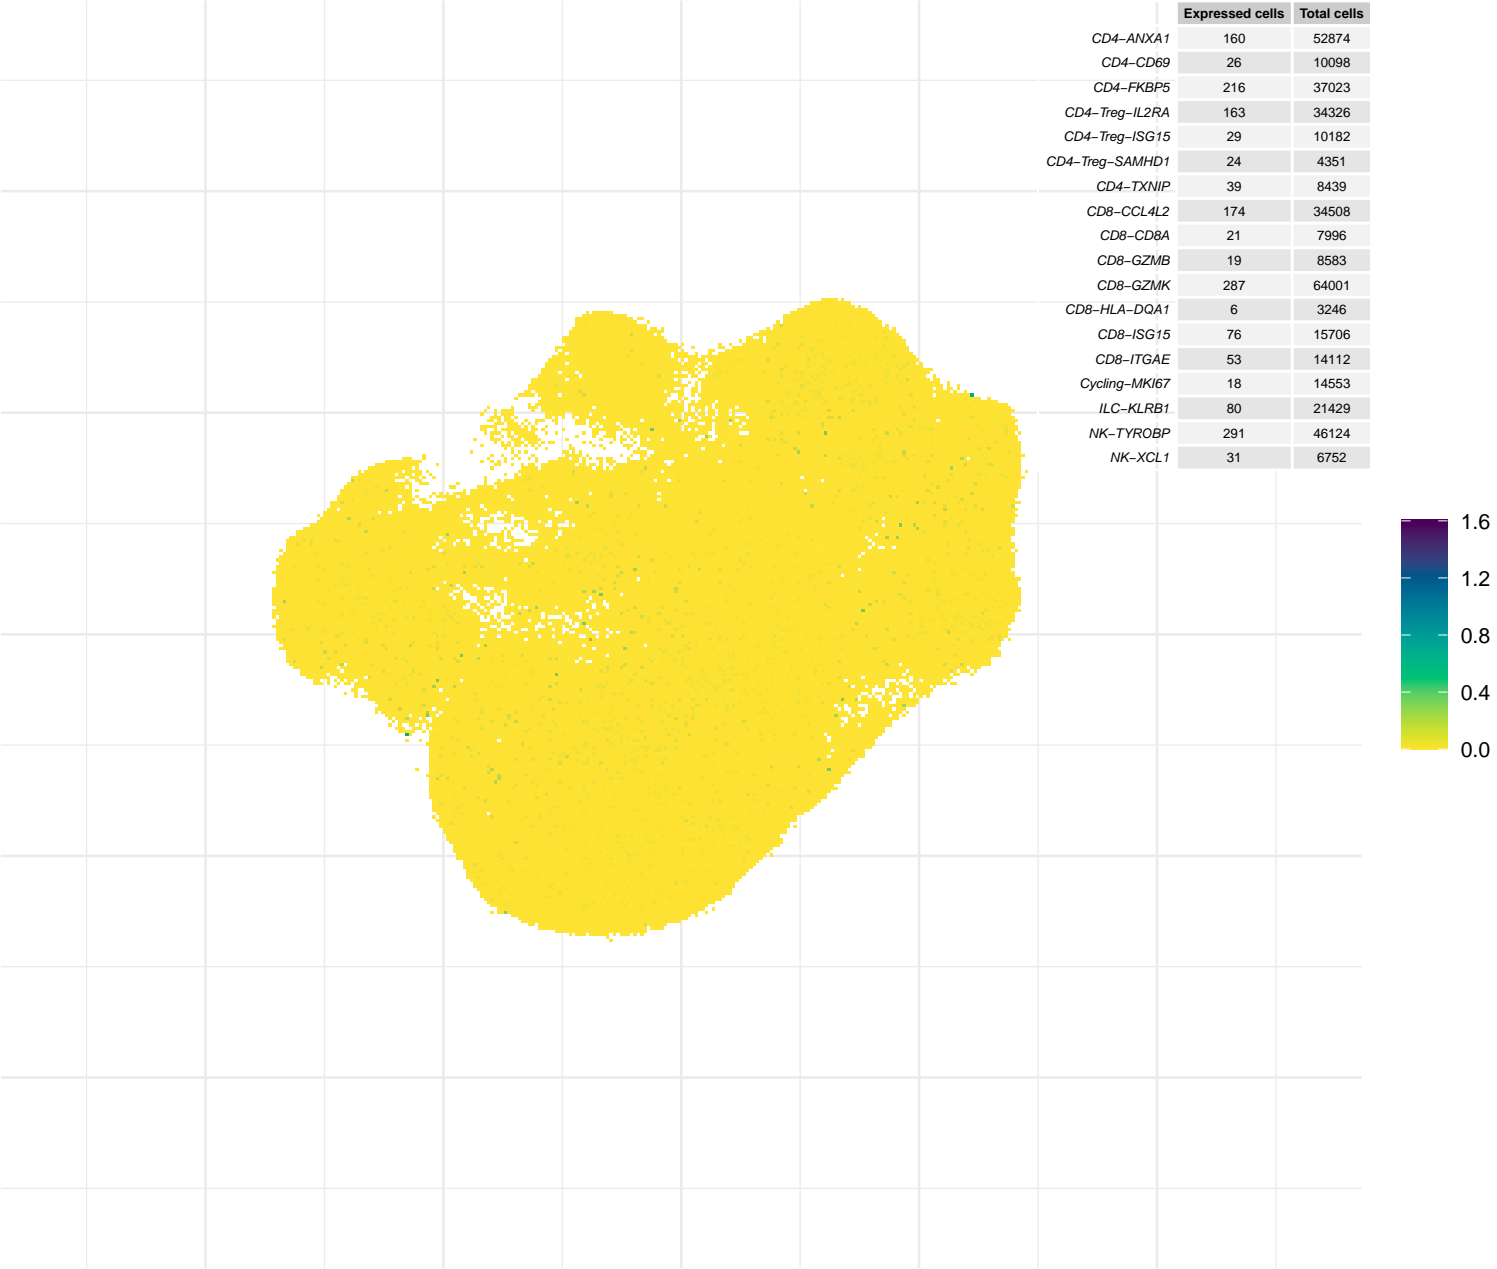 Expressed cells Total cells
CD4−ANXA1 160 52874
CD4−CD69 26 10098
CD4−FKBP5 216 37023
CD4−Treg−IL2RA 163 34326
CD4−Treg−ISG15 29 10182
CD4−Treg−SAMHD1 24 4351
CD4−TXNIP 39 8439
CD8−CCL4L2 174 34508
CD8−CD8A 21 7996
CD8−GZMB 19 8583
CD8−GZMK 287 64001
CD8−HLA−DQA1 6 3246
CD8−ISG15 76 15706
CD8−ITGAE 53 14112
Cycling−MKI67 18 14553
ILC−KLRB1 80 21429
NK−TYROBP 291 46124
NK−XCL1 31 6752
1.6
1.2
0.8
0.4
0.0